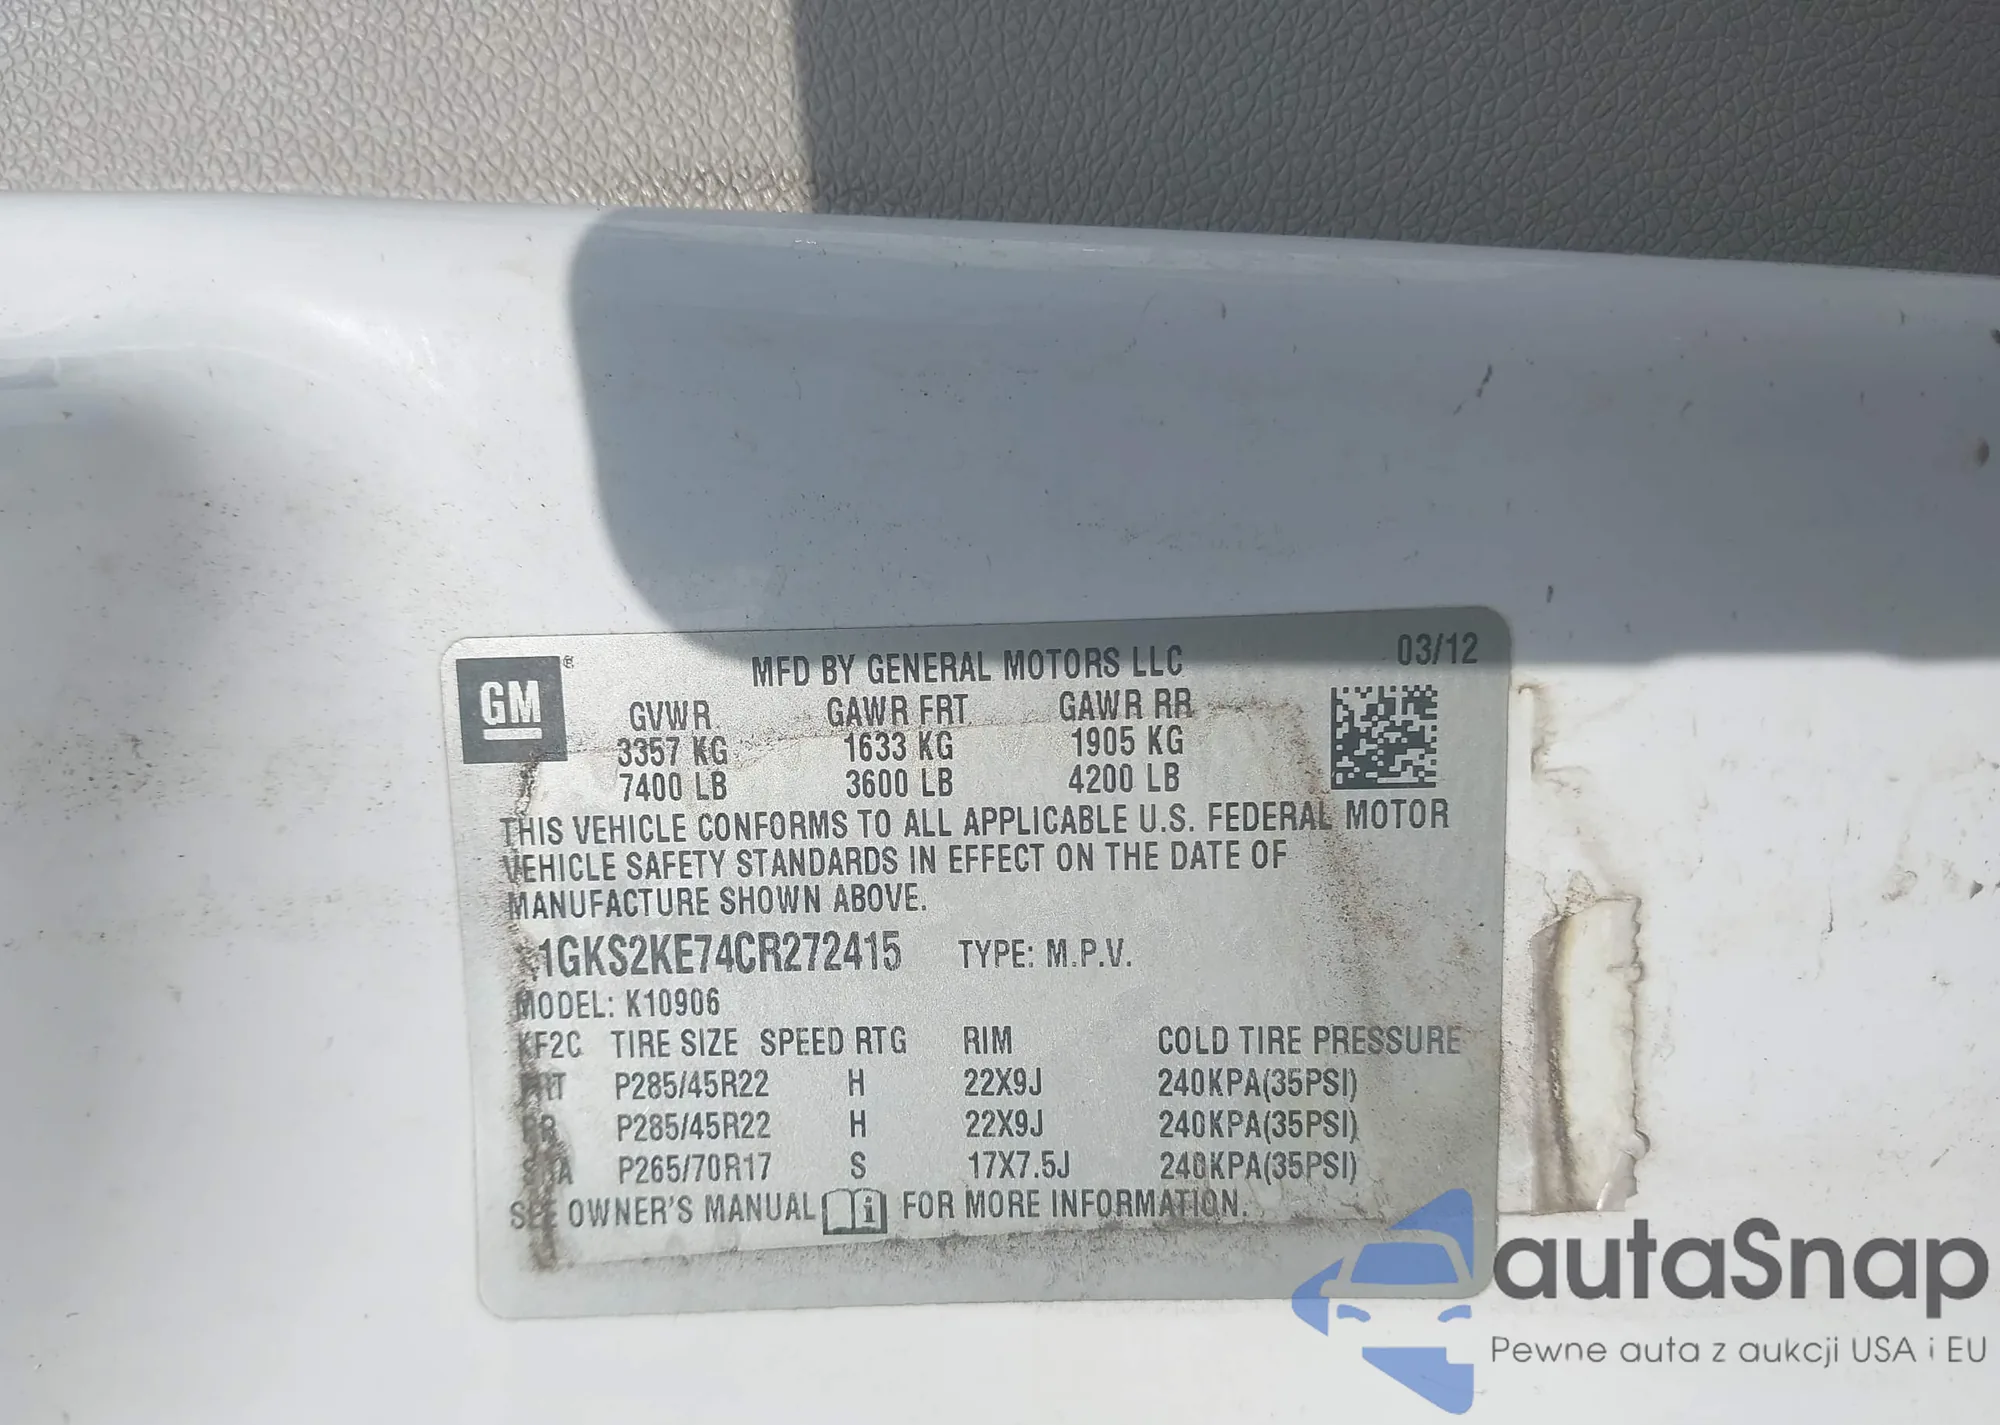 GM®
MFD BY GENERAL MOTORS LLC 03/12
GVWR GAWR FRT GAWR RR
3357 KG 1633 KG 1905 KG
7400 LB 3600 LB 4200 LB
THIS VEHICLE CONFORMS TO ALL APPLICABLE U.S. FEDERAL MOTOR
VEHICLE SAFETY STANDARDS IN EFFECT ON THE DATE OF
MANUFACTURE SHOWN ABOVE.
1GKS2KE74CR272415 TYPE: M.P.V.
MODEL: K10906
KF2C TIRE SIZE SPEED RTG RIM COLD TIRE PRESSURE
FRT P285/45R22 H 22X9J 240KPA(35PSI)
RR P285/45R22 H 22X9J 240KPA(35PSI)
SPA P265/70R17 S 17X7.5J 240KPA(35PSI)
SEE OWNER'S MANUAL i FOR MORE INFORMATION.
autaSnap
Pewne auta z aukcji USA i EU